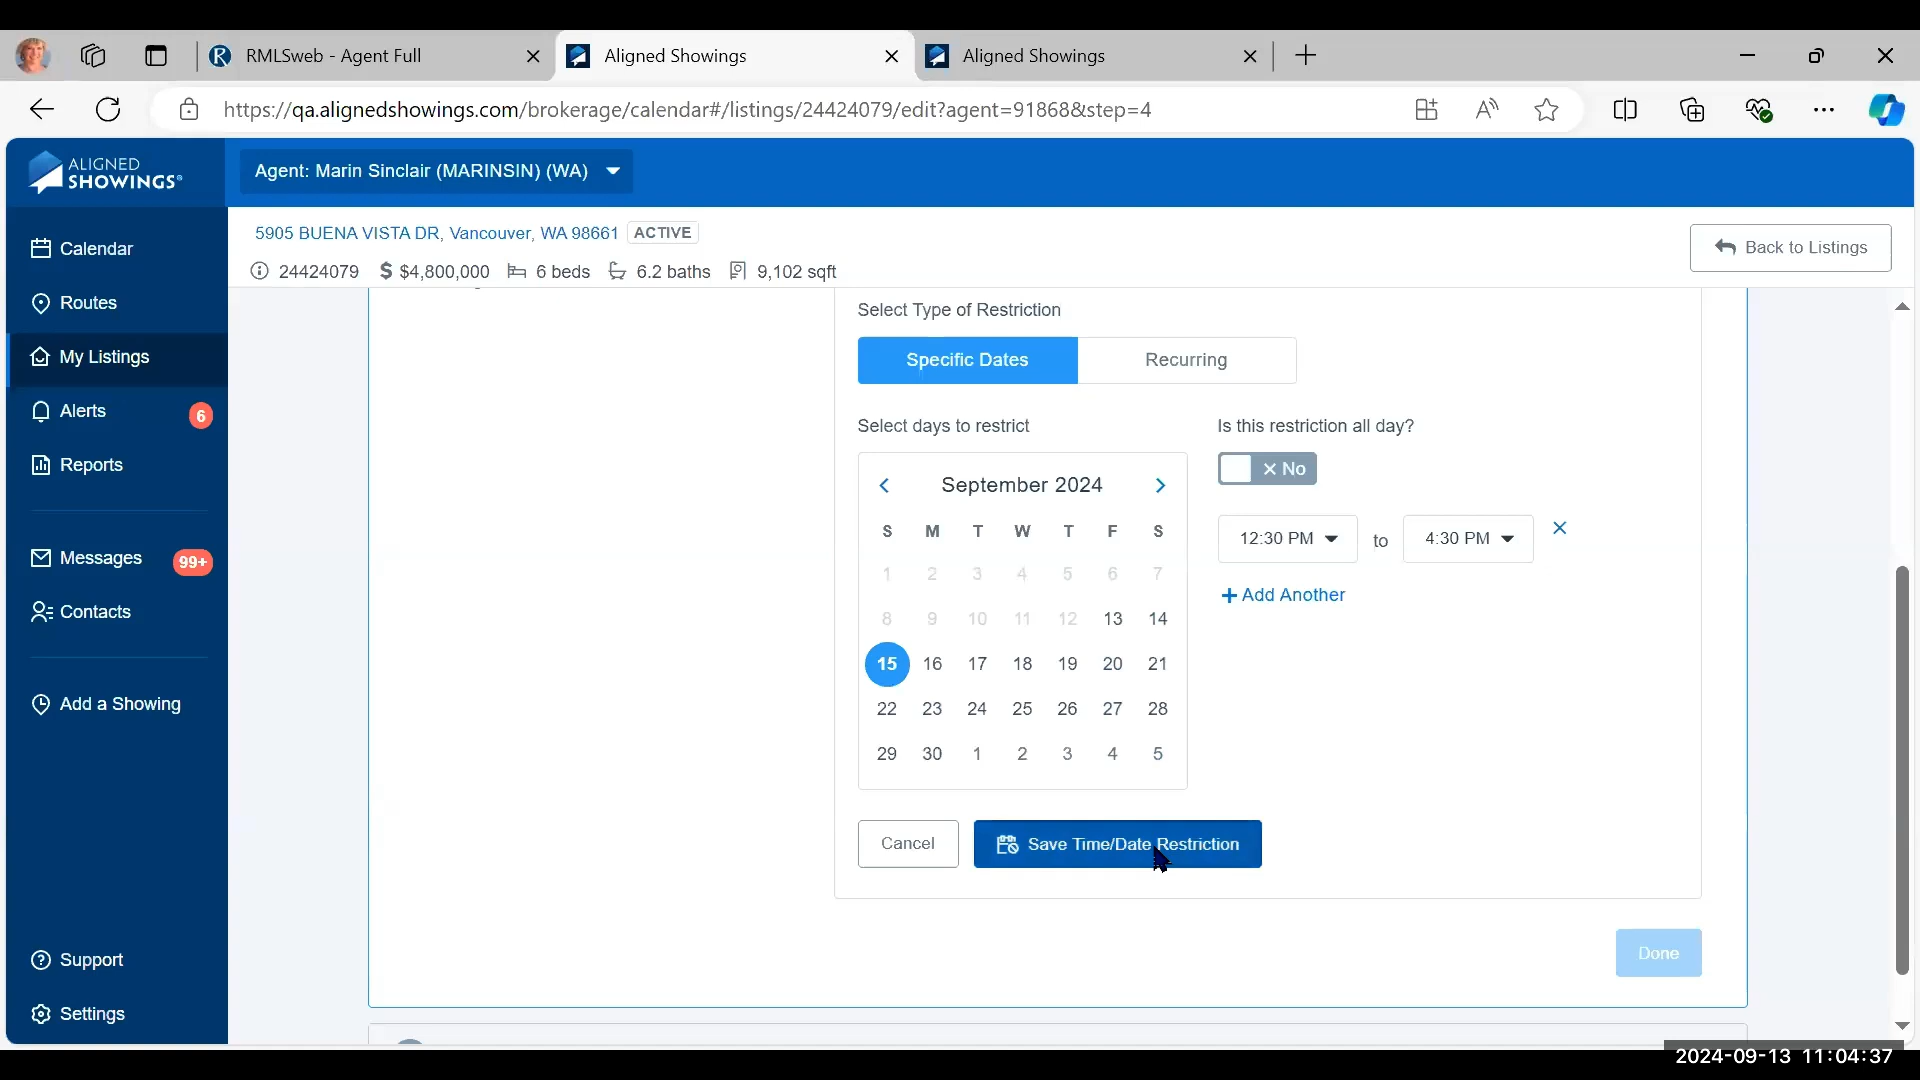 RMLSweb - Agent Full
Aligned Showings
Aligned Showings
https://qa.alignedshowings.com/brokerage/calendar#/listings/24424079/edit?agent=91868&step=4
ALIGNED
SHOWINGS
Agent: Marin Sinclair (MARINSIN) (WA)
5905 BUENA VISTA DR, Vancouver, WA 98661 ACTIVE
24424079 $ $4,800,000 6 beds 6.2 baths 9,102 sqft
Back to Listings
Calendar
Routes
My Listings
Alerts 6
Reports
Messages 99+
Contacts
Add a Showing
Support
Settings
Select Type of Restriction
Specific Dates Recurring
Select days to restrict
September 2024
S M T W T F S
1 2 3 4 5 6 7
8 9 10 11 12 13 14
15 16 17 18 19 20 21
22 23 24 25 26 27 28
29 30 1 2 3 4 5
Is this restriction all day?
No
12:30 PM to 4:30 PM
+ Add Another
Cancel Save Time/Date Restriction
Done
2024-09-13 11:04:37